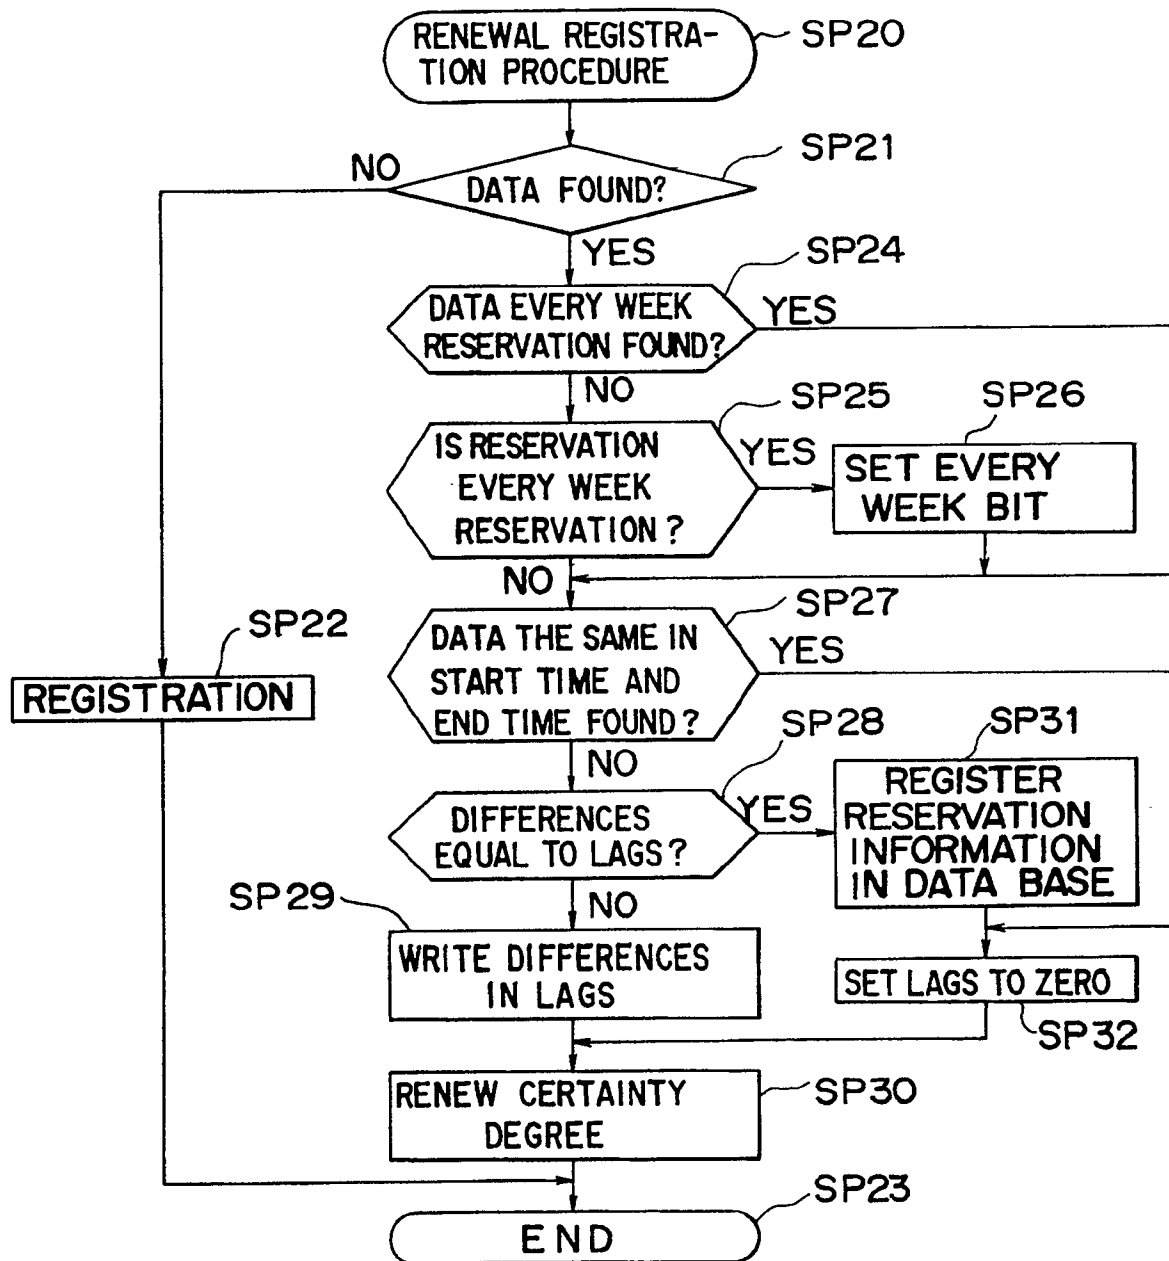 RENEWAL REGISTRA-
TION PROCEDURE
SP20
SP21
NO
DATA FOUND?
YES
SP24
DATA EVERY WEEK
RESERVATION FOUND?
YES
NO
SP25
SP26
IS RESERVATION
EVERY WEEK
RESERVATION?
YES
SET EVERY
WEEK BIT
NO
SP27
SP22
REGISTRATION
DATA THE SAME IN
START TIME AND
END TIME FOUND?
YES
NO
SP28
SP31
DIFFERENCES
EQUAL TO LAGS?
YES
REGISTER
RESERVATION
INFORMATION
IN DATA BASE
NO
SP29
WRITE DIFFERENCES
IN LAGS
SET LAGS TO ZERO
SP32
RENEW CERTAINTY
DEGREE
SP30
SP23
END